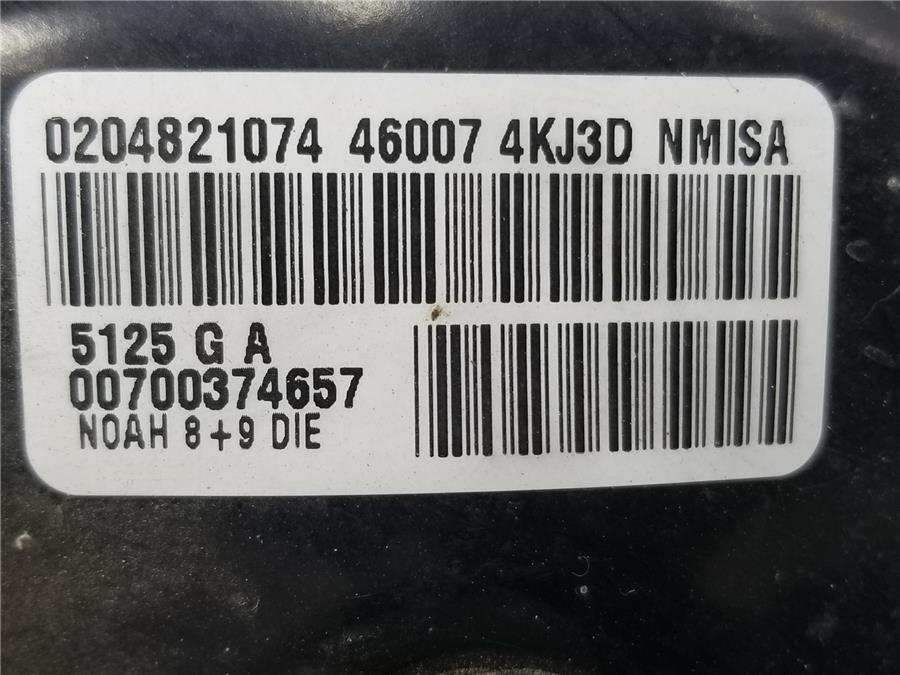 0204821074 46007 4KJ3D NMISA
5125 G A
00700374657
NOAH 8+9 DIE